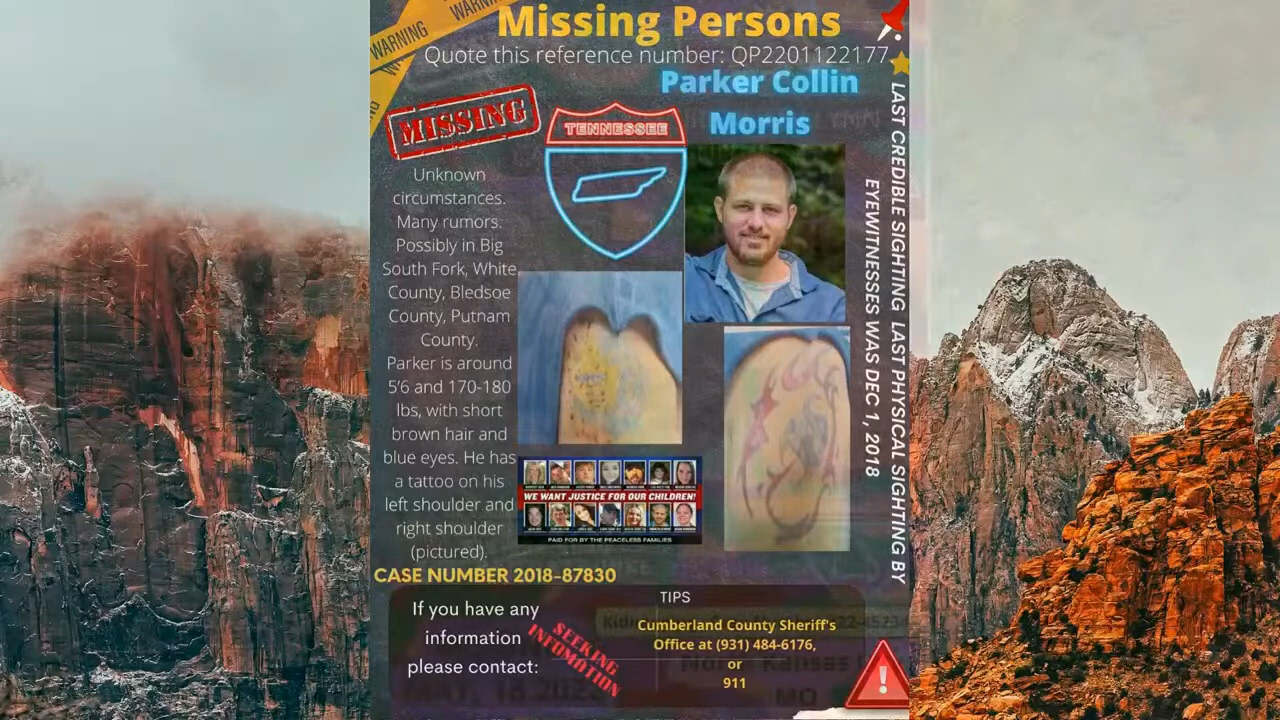 WARNING
WARNING
Missing Persons
Quote this reference number: QP2201122177
Parker Collin
Morris
MISSING
TENNESSEE
Unknown
circumstances.
Many rumors.
Possibly in Big
South Fork, White
County, Bledsoe
County, Putnam
County.
Parker is around
5'6 and 170-180
lbs, with short
brown hair and
blue eyes. He has
a tattoo on his
left shoulder and
right shoulder
(pictured).
LAST CREDIBLE SIGHTING LAST PHYSICAL SIGHTING BY
EYEWITNESSES WAS DEC 1, 2018
WE WANT JUSTICE FOR OUR CHILDREN!
PAID FOR BY THE PEACELESS FAMILIES
CASE NUMBER 2018-87830
If you have any
information
please contact:
SEEKING
INFOMATION
TIPS
Cumberland County Sheriff's
Office at (931) 484-6176,
or
911